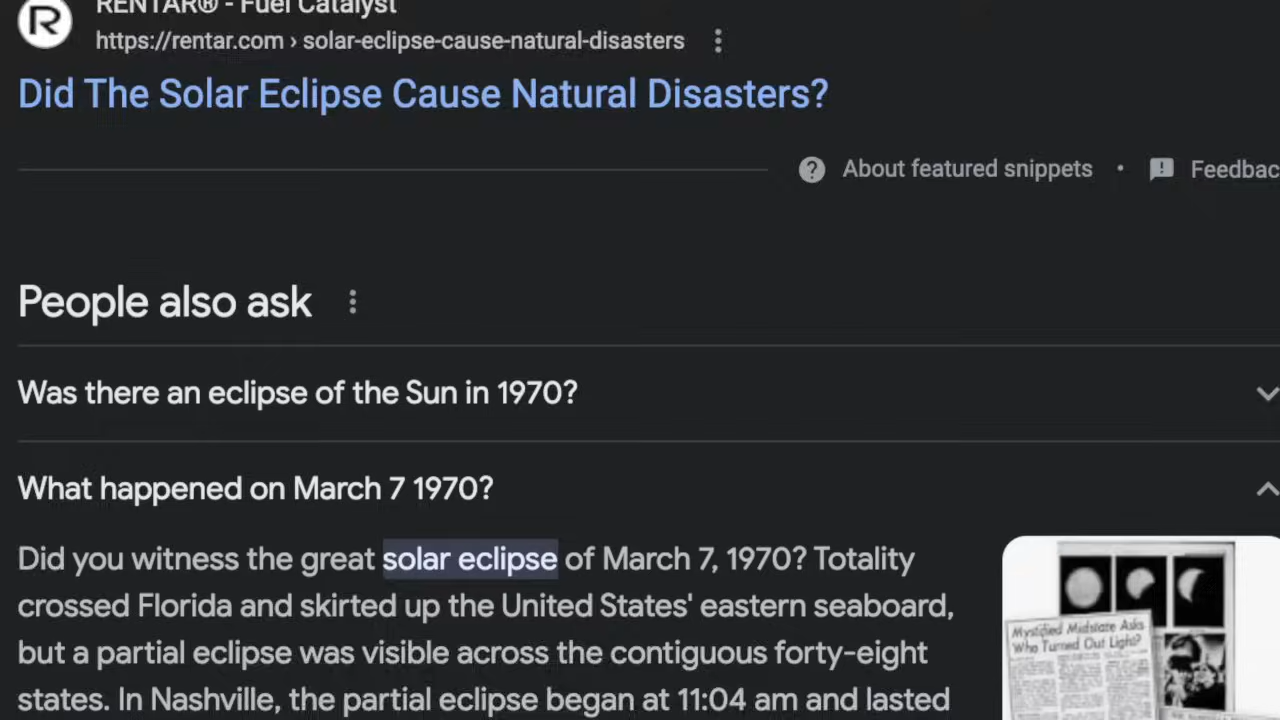 RENTAR® - Fuel Catalyst
https://rentar.com › solar-eclipse-cause-natural-disasters
Did The Solar Eclipse Cause Natural Disasters?
About featured snippets • Feedbac
People also ask
Was there an eclipse of the Sun in 1970?
What happened on March 7 1970?
Did you witness the great solar eclipse of March 7, 1970? Totality
crossed Florida and skirted up the United States' eastern seaboard,
but a partial eclipse was visible across the contiguous forty-eight
states. In Nashville, the partial eclipse began at 11:04 am and lasted
Mystified Midstate Asks
Who Turned Out Light?